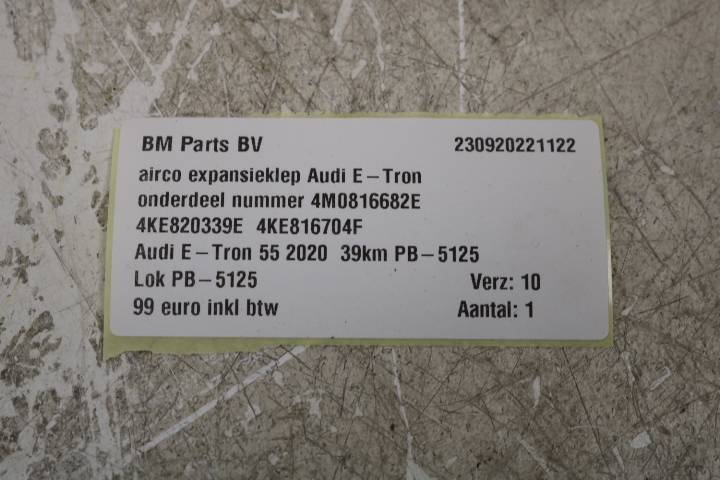 BM Parts BV 230920221122
airco expansieklep Audi E-Tron
onderdeel nummer 4M0816682E
4KE820339E 4KE816704F
Audi E-Tron 55 2020 39km PB-5125
Lok PB-5125 Verz: 10
99 euro inkl btw Aantal: 1